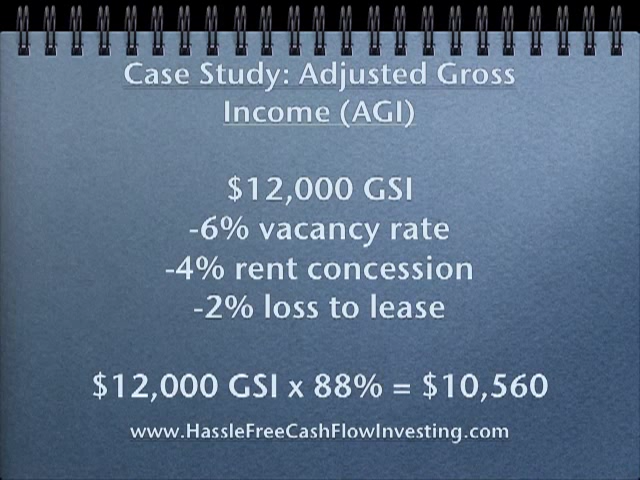 Case Study: Adjusted Gross
Income (AGI)
$12,000 GSI
-6% vacancy rate
-4% rent concession
-2% loss to lease
$12,000 GSI x 88% = $10,560
www.HassleFreeCashFlowInvesting.com